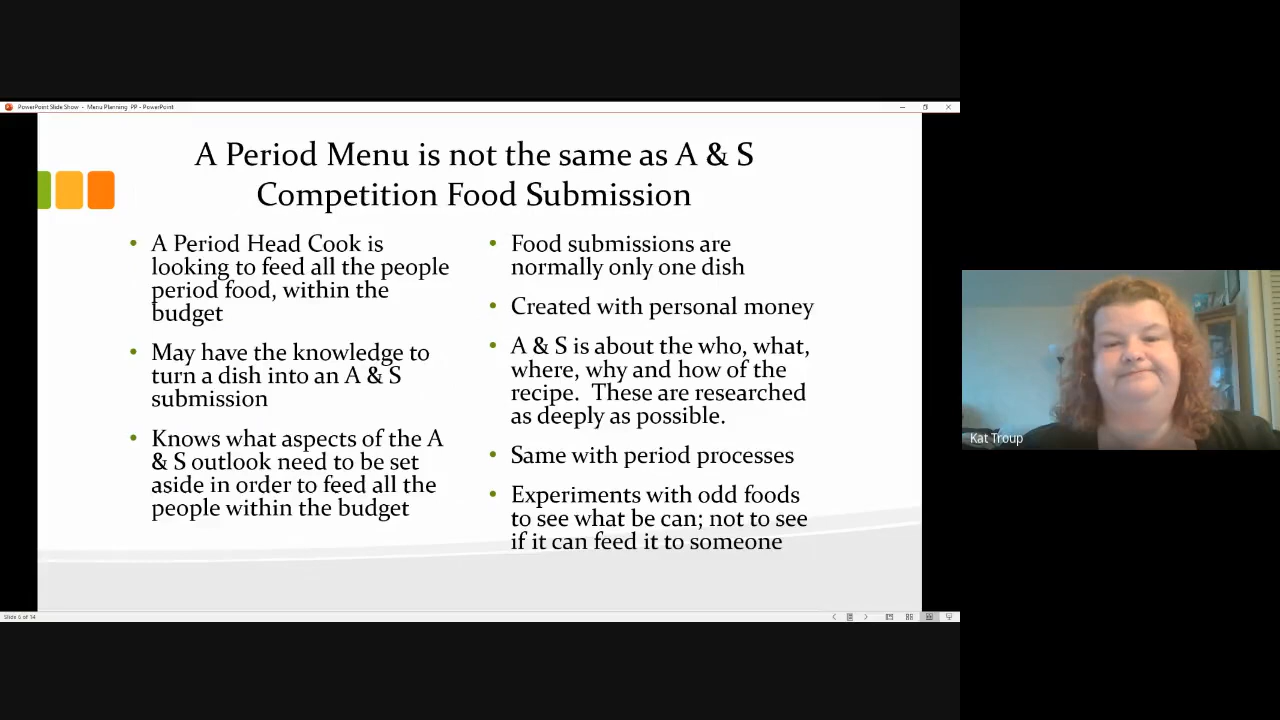 PowerPoint Slide Show - Menu Planning PP - PowerPoint
A Period Menu is not the same as A & S
Competition Food Submission
• A Period Head Cook is
looking to feed all the people
period food, within the
budget
• May have the knowledge to
turn a dish into an A & S
submission
• Knows what aspects of the A
& S outlook need to be set
aside in order to feed all the
people within the budget
• Food submissions are
normally only one dish
• Created with personal money
• A & S is about the who, what,
where, why and how of the
recipe. These are researched
as deeply as possible.
• Same with period processes
• Experiments with odd foods
to see what be can; not to see
if it can feed it to someone
Slide 6 of 14
Kat Troup